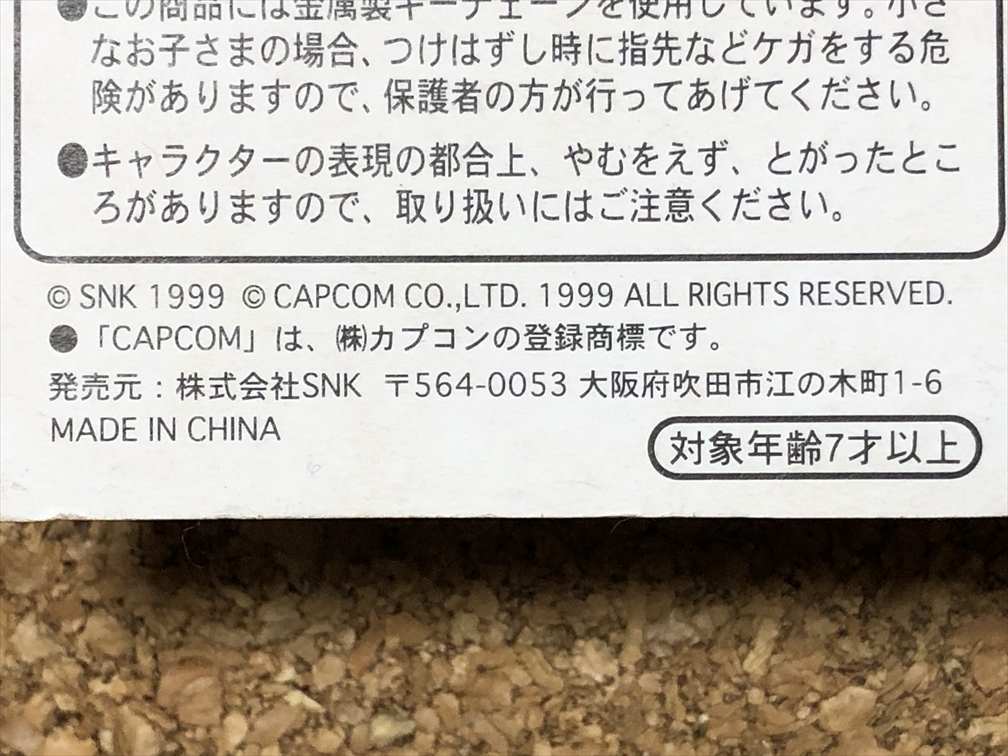 ●この商品には金属製キーチェーンを使用しています。小さ
なお子さまの場合、つけはずし時に指先などケガをする危
険がありますので、保護者の方が行ってあげてください。
●キャラクターの表現の都合上、やむをえず、とがったとこ
ろがありますので、取り扱いにはご注意ください。
© SNK 1999 © CAPCOM CO.,LTD. 1999 ALL RIGHTS RESERVED.
●「CAPCOM」は、㈱カプコンの登録商標です。
発売元：株式会社SNK 〒564-0053 大阪府吹田市江の木町1-6
MADE IN CHINA
対象年齢7才以上